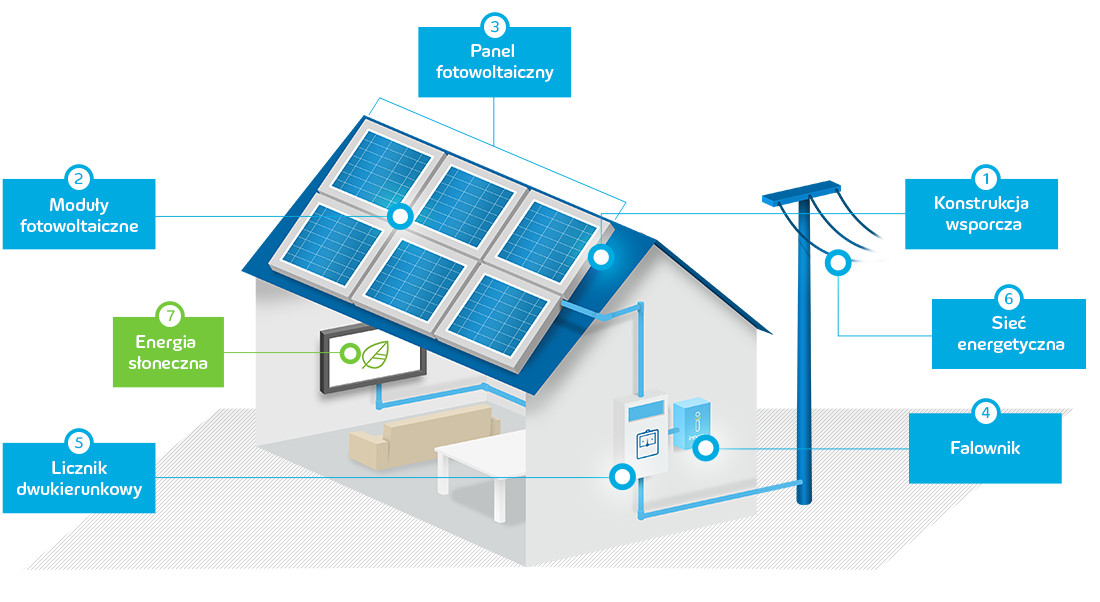 3
Panel
fotowoltaiczny
2
Moduły
fotowoltaiczne
1
Konstrukcja
wsporcza
7
Energia
słoneczna
6
Sieć
energetyczna
5
Licznik
dwukierunkowy
4
Falownik